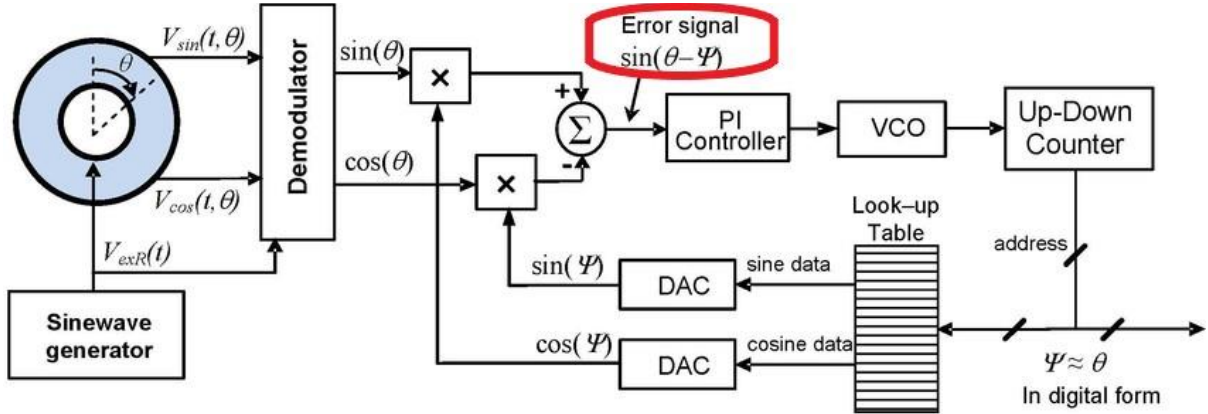 V_sin(t,θ)
θ
V_cos(t,θ)
V_exR(t)
Sinewave
generator
Demodulator
sin(θ)
cos(θ)
×
×
Error signal
sin(θ–Ψ)
+
Σ
-
PI
Controller
VCO
Up-Down
Counter
Look–up
Table
address
sin(Ψ)
DAC
sine data
cos(Ψ)
DAC
cosine data
Ψ ≈ θ
In digital form